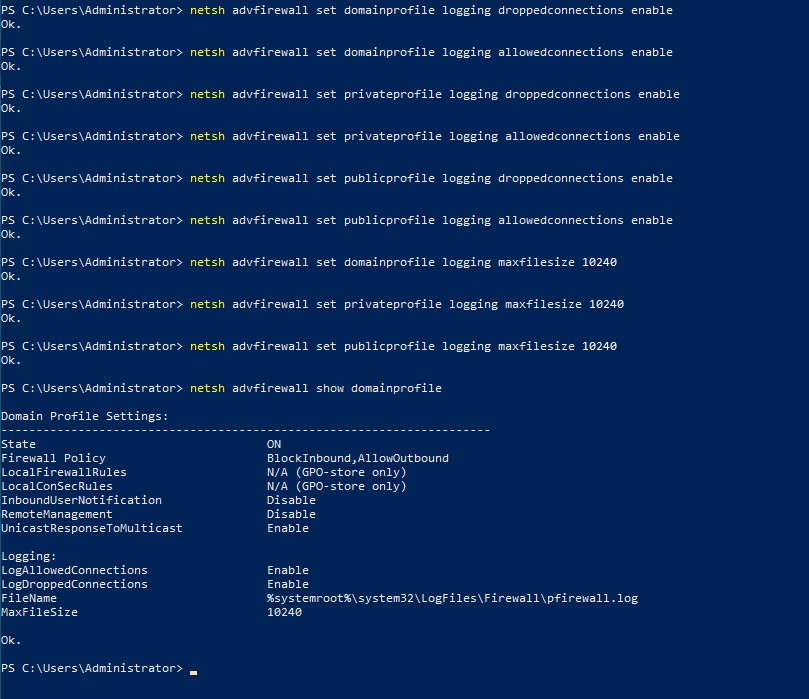 PS C:\Users\Administrator> netsh advfirewall set domainprofile logging droppedconnections enable
Ok.
PS C:\Users\Administrator> netsh advfirewall set domainprofile logging allowedconnections enable
Ok.
PS C:\Users\Administrator> netsh advfirewall set privateprofile logging droppedconnections enable
Ok.
PS C:\Users\Administrator> netsh advfirewall set privateprofile logging allowedconnections enable
Ok.
PS C:\Users\Administrator> netsh advfirewall set publicprofile logging droppedconnections enable
Ok.
PS C:\Users\Administrator> netsh advfirewall set publicprofile logging allowedconnections enable
Ok.
PS C:\Users\Administrator> netsh advfirewall set domainprofile logging maxfilesize 10240
Ok.
PS C:\Users\Administrator> netsh advfirewall set privateprofile logging maxfilesize 10240
Ok.
PS C:\Users\Administrator> netsh advfirewall set publicprofile logging maxfilesize 10240
Ok.
PS C:\Users\Administrator> netsh advfirewall show domainprofile
Domain Profile Settings:
----------------------------------------------------------------------
State                                 ON
Firewall Policy                       BlockInbound,AllowOutbound
LocalFirewallRules                    N/A (GPO-store only)
LocalConSecRules                      N/A (GPO-store only)
InboundUserNotification               Disable
RemoteManagement                      Disable
UnicastResponseToMulticast            Enable
Logging:
LogAllowedConnections                 Enable
LogDroppedConnections                 Enable
FileName                              %systemroot%\system32\LogFiles\Firewall\pfirewall.log
MaxFileSize                           10240
Ok.
PS C:\Users\Administrator>